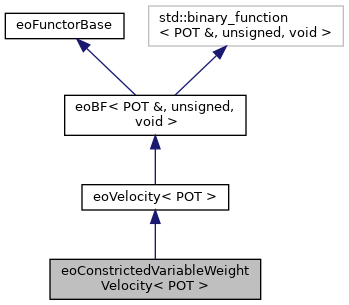 eoFunctorBase
std::binary_function
< POT &, unsigned, void >
eoBF< POT &, unsigned,
void >
eoVelocity< POT >
eoConstrictedVariableWeight
Velocity< POT >